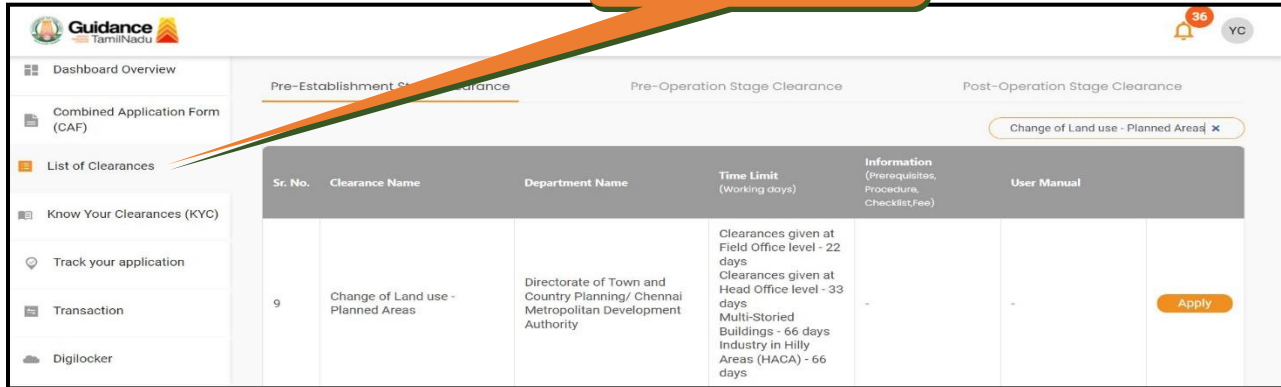 Guidance
TamilNadu
36
YC
Dashboard Overview
Combined Application Form
(CAF)
List of Clearances
Know Your Clearances (KYC)
Track your application
Transaction
Digilocker
Pre-Establishment
Pre-Operation Stage Clearance
Post-Operation Stage Clearance
Change of Land use - Planned Areas ×
Sr. No.
Clearance Name
Department Name
Time Limit
(Working days)
Information
(Prerequisites,
Procedure,
Checklist,Fee)
User Manual
9
Change of Land use -
Planned Areas
Directorate of Town and
Country Planning/ Chennai
Metropolitan Development
Authority
Clearances given at
Field Office level - 22
days
Clearances given at
Head Office level - 33
days
Multi-Storied
Buildings - 66 days
Industry in Hilly
Areas (HACA) - 66
days
-
-
Apply